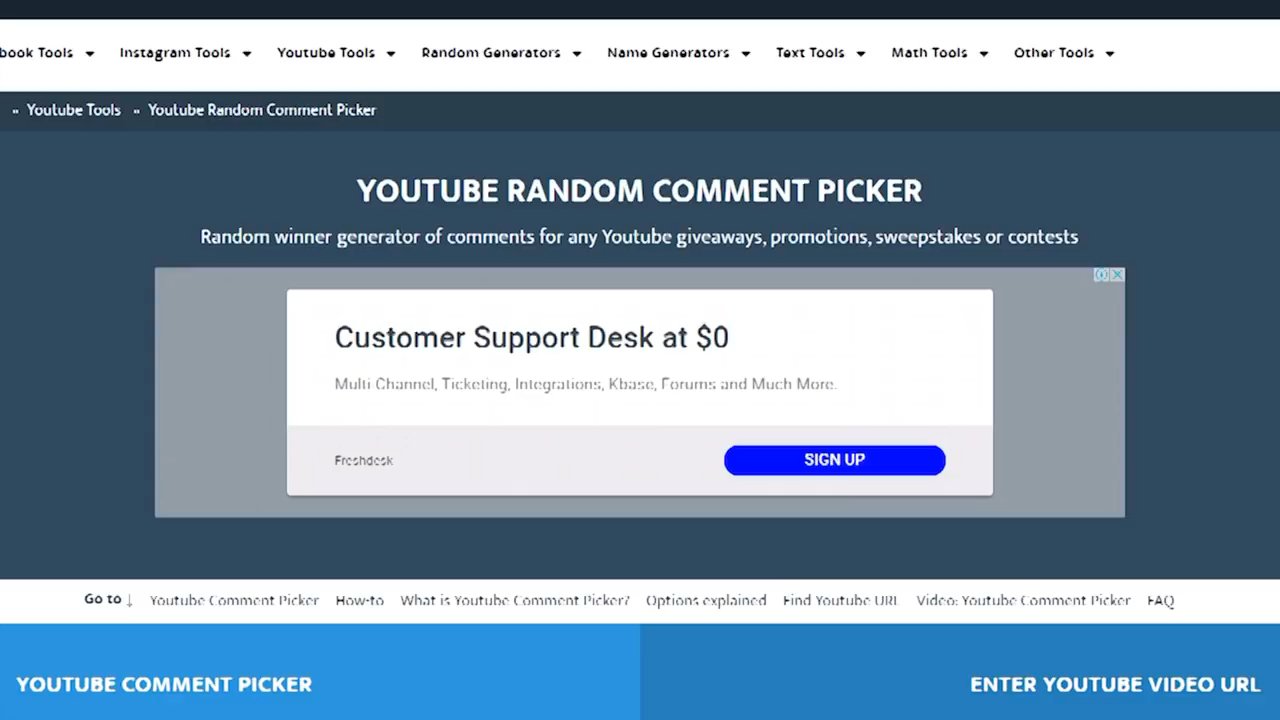 book Tools Instagram Tools Youtube Tools Random Generators Name Generators Text Tools Math Tools Other Tools
Youtube Tools Youtube Random Comment Picker
YOUTUBE RANDOM COMMENT PICKER
Random winner generator of comments for any Youtube giveaways, promotions, sweepstakes or contests
Customer Support Desk at $0
Multi Channel, Ticketing, Integrations, Kbase, Forums and Much More.
Freshdesk SIGN UP
Go to ↓ Youtube Comment Picker How-to What is Youtube Comment Picker? Options explained Find Youtube URL Video: Youtube Comment Picker FAQ
YOUTUBE COMMENT PICKER ENTER YOUTUBE VIDEO URL